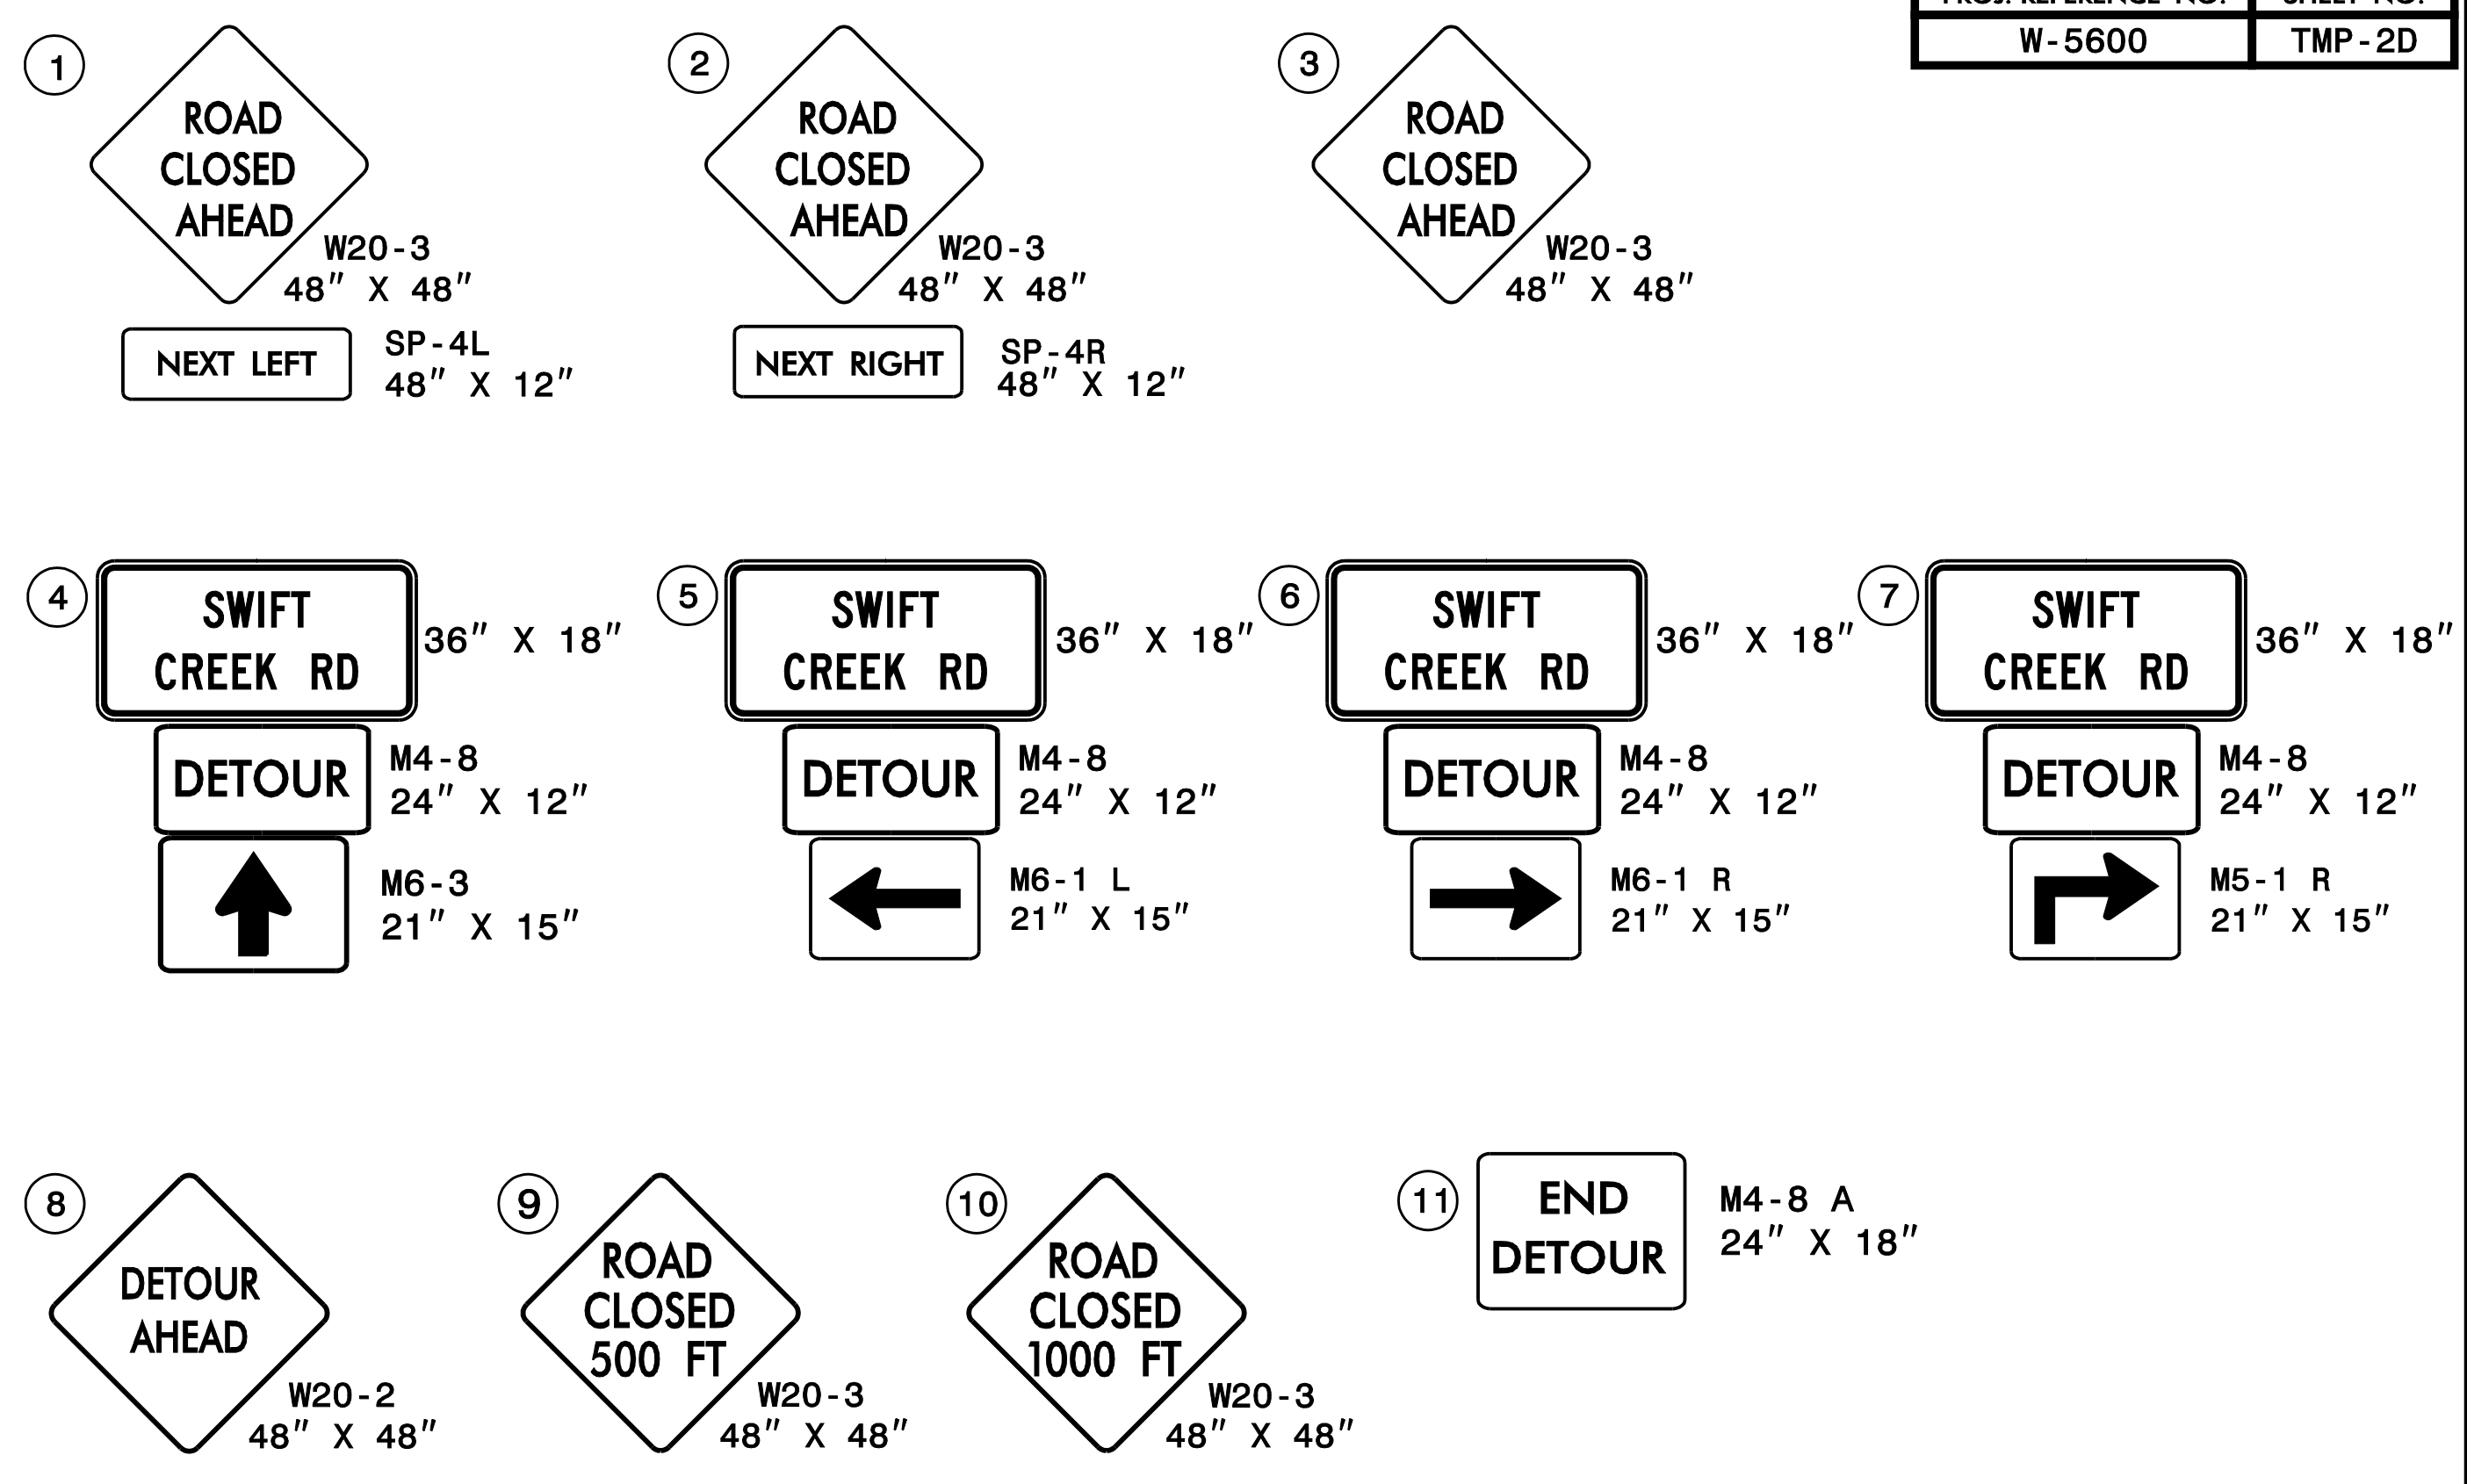 PROJ. REFERENCE NO. SHEET NO.
W-5600 TMP-2D
1
ROAD
CLOSED
AHEAD
W20-3
48" X 48"
NEXT LEFT
SP-4L
48" X 12"
2
ROAD
CLOSED
AHEAD
W20-3
48" X 48"
NEXT RIGHT
SP-4R
48" X 12"
3
ROAD
CLOSED
AHEAD
W20-3
48" X 48"
4
SWIFT
CREEK RD
36" X 18"
DETOUR
M4-8
24" X 12"
M6-3
21" X 15"
5
SWIFT
CREEK RD
36" X 18"
DETOUR
M4-8
24" X 12"
M6-1 L
21" X 15"
6
SWIFT
CREEK RD
36" X 18"
DETOUR
M4-8
24" X 12"
M6-1 R
21" X 15"
7
SWIFT
CREEK RD
36" X 18"
DETOUR
M4-8
24" X 12"
M5-1 R
21" X 15"
8
DETOUR
AHEAD
W20-2
48" X 48"
9
ROAD
CLOSED
500 FT
W20-3
48" X 48"
10
ROAD
CLOSED
1000 FT
W20-3
48" X 48"
11
END
DETOUR
M4-8 A
24" X 18"